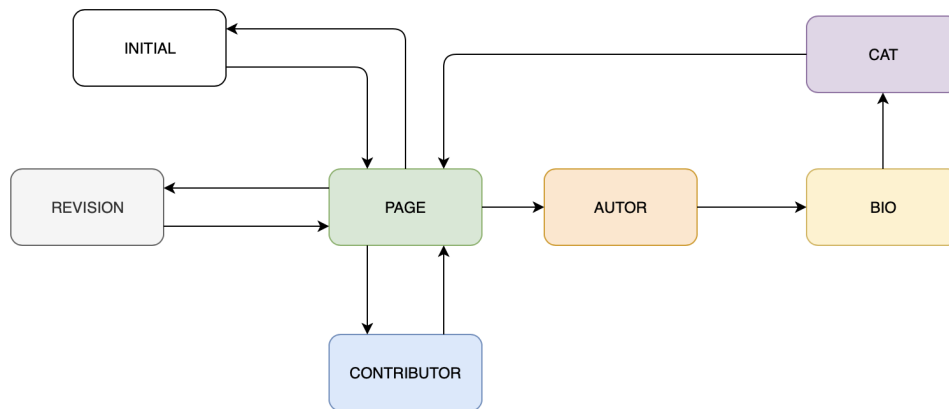 INITIAL
CAT
REVISION
PAGE
AUTOR
BIO
CONTRIBUTOR